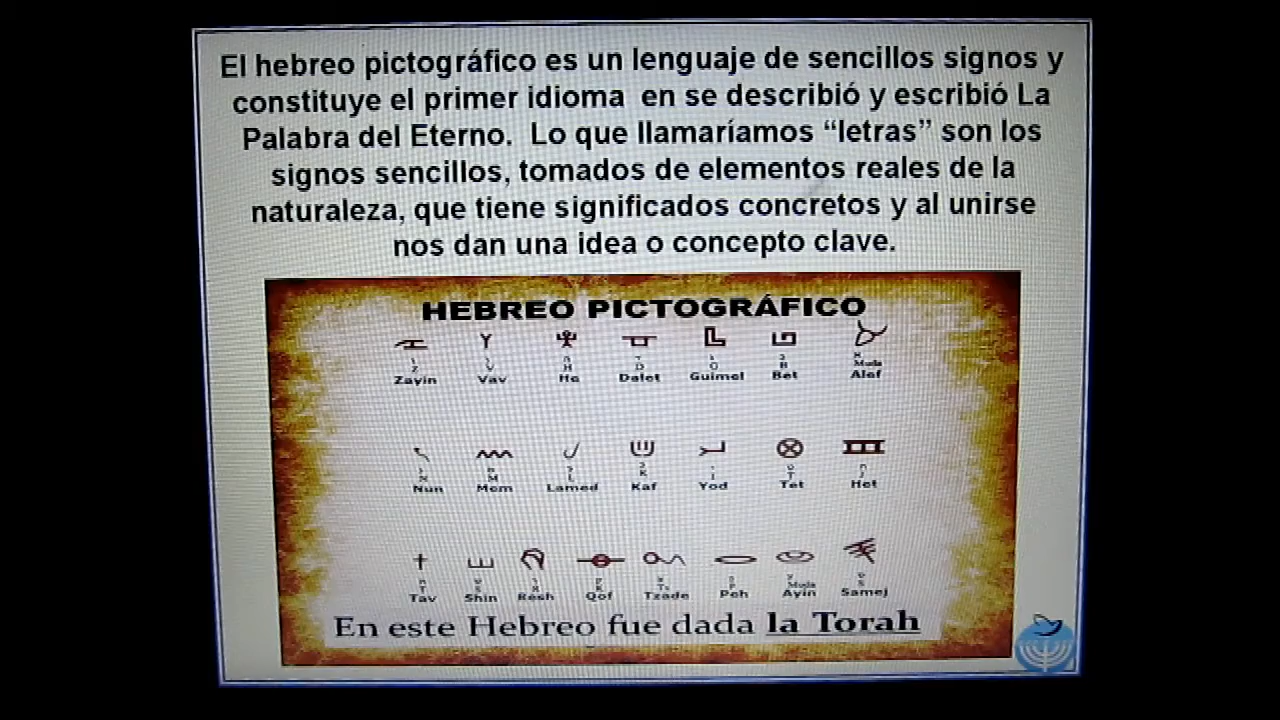 El hebreo pictográfico es un lenguaje de sencillos signos y
constituye el primer idioma en se describió y escribió La
Palabra del Eterno. Lo que llamaríamos “letras” son los
signos sencillos, tomados de elementos reales de la
naturaleza, que tiene significados concretos y al unirse
nos dan una idea o concepto clave.
HEBREO PICTOGRÁFICO
Zayin Vav He Dalet Guimel Bet Alef
Nun Mem Lamed Kaf Yod Tet Het
Tav Shin Resh Qof Tzade Peh Ayin Samej
En este Hebreo fue dada la Torah